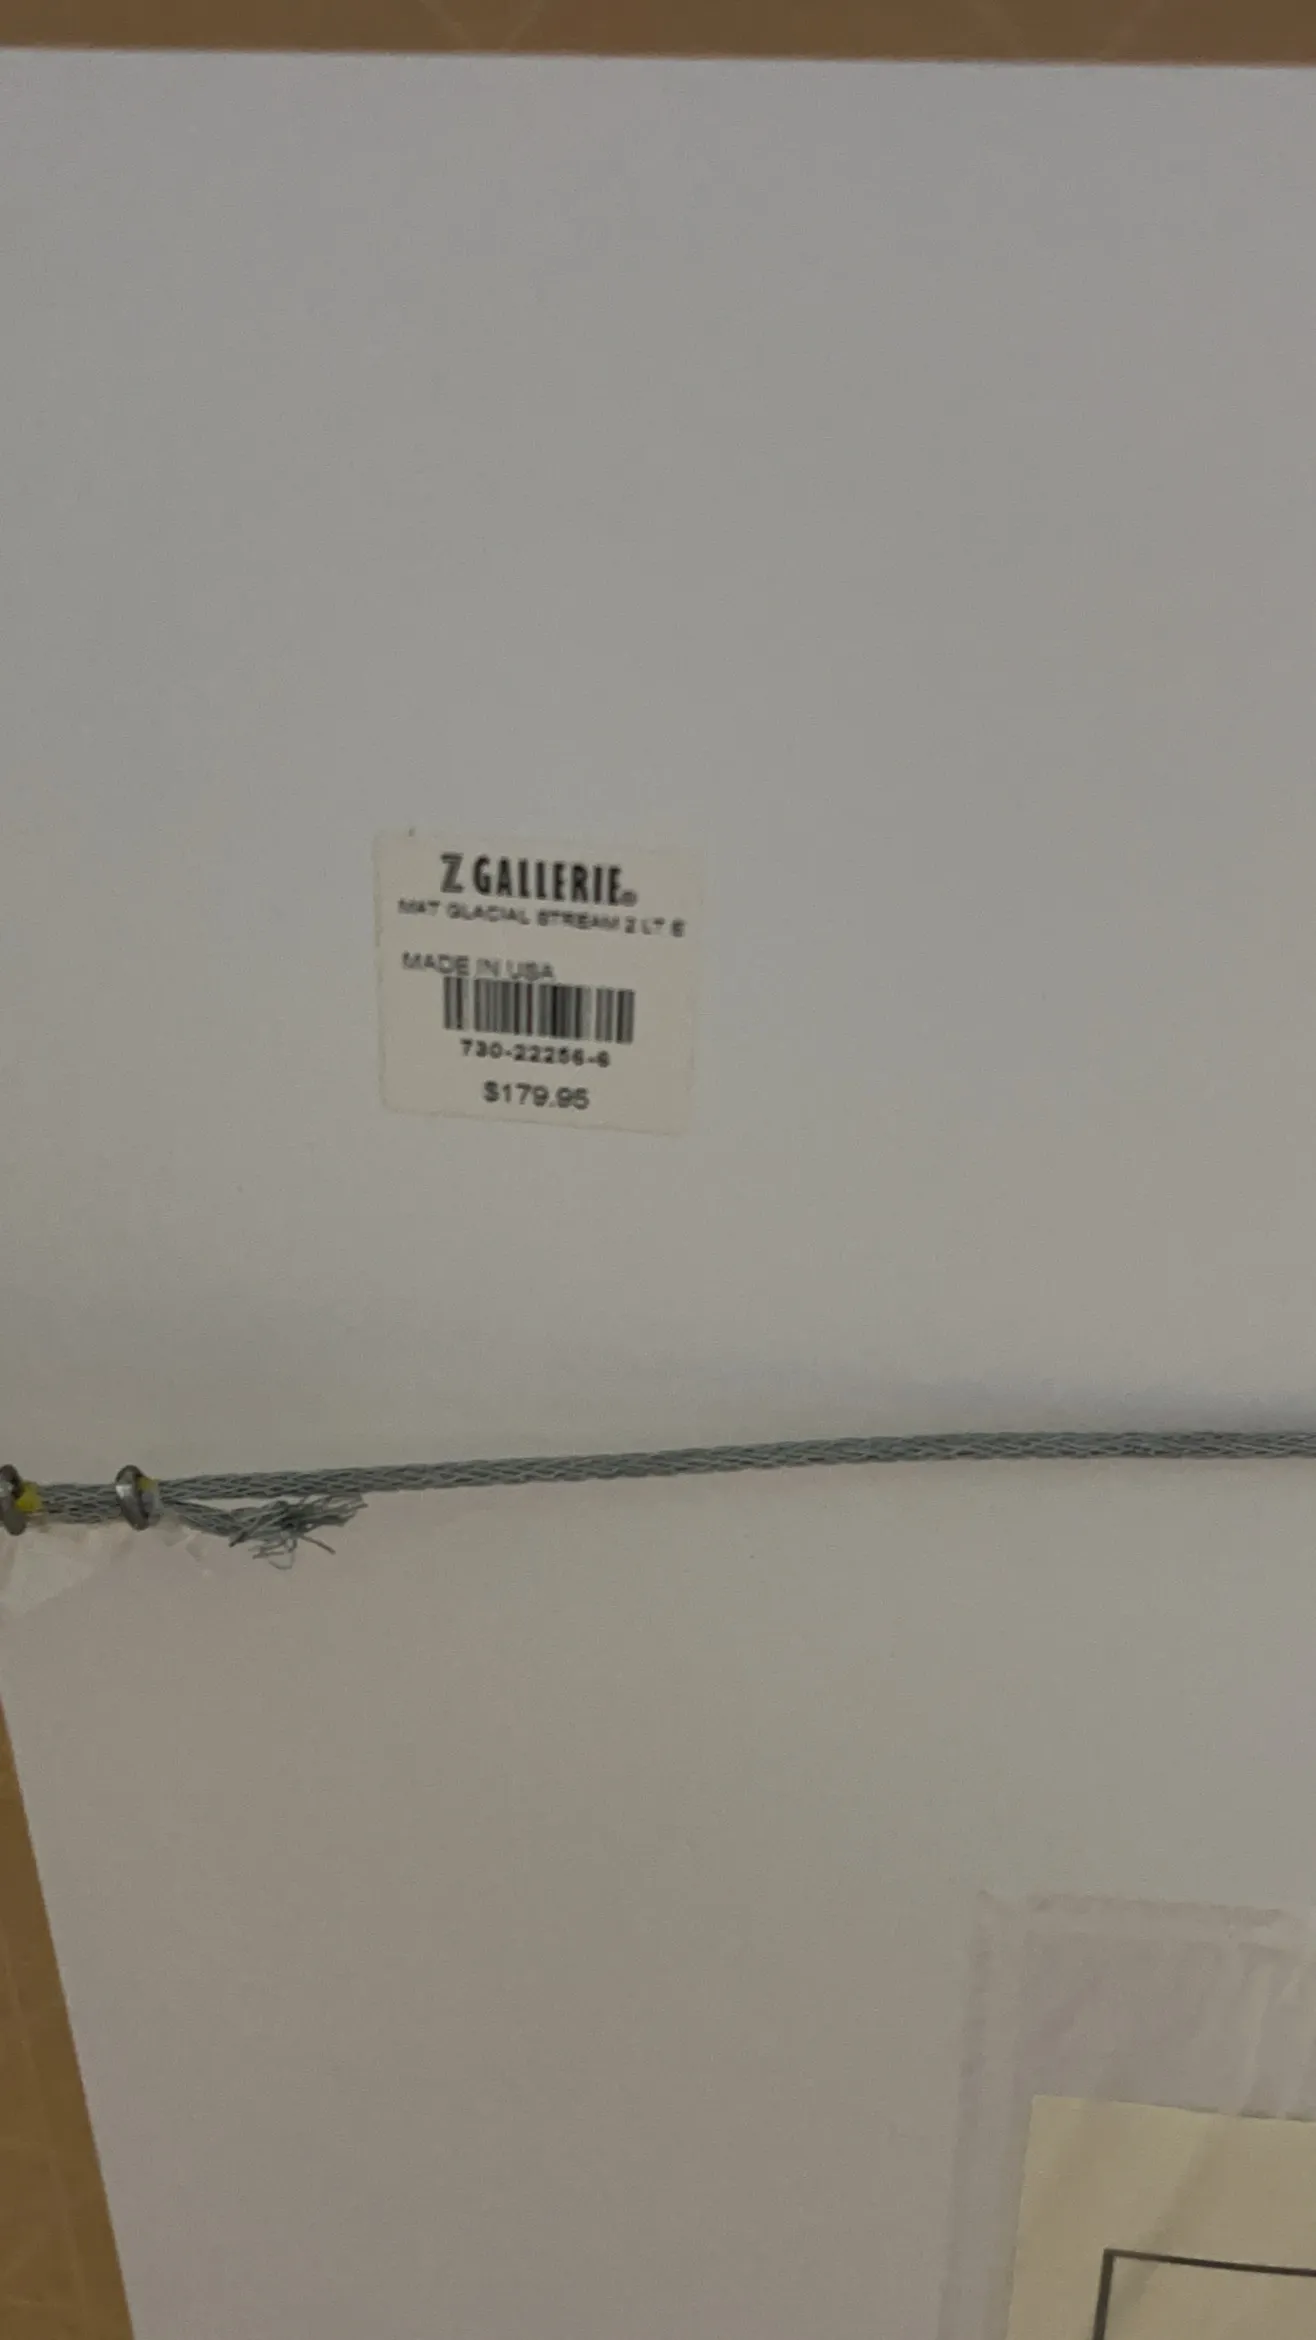 Z GALLERIE®
MAT GLACIAL STREAM 2 LT
MADE IN USA
730-22256-6
$179.95